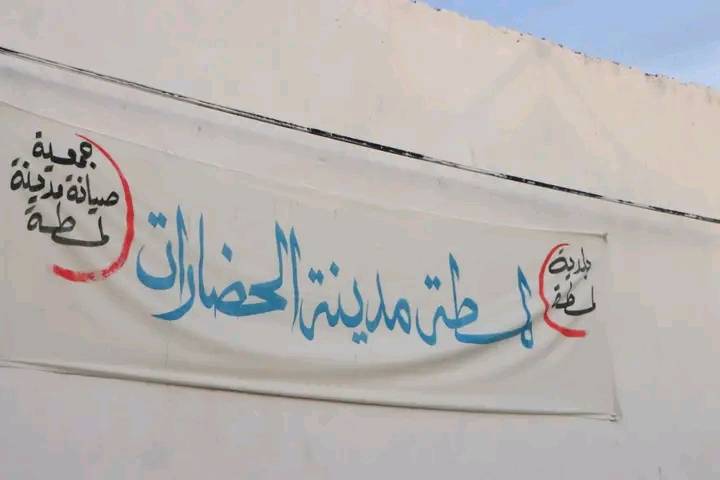 بلدية
لمطة
لمطة مدينة الحضارات
جمعية
صيانة مدينة
لمطة